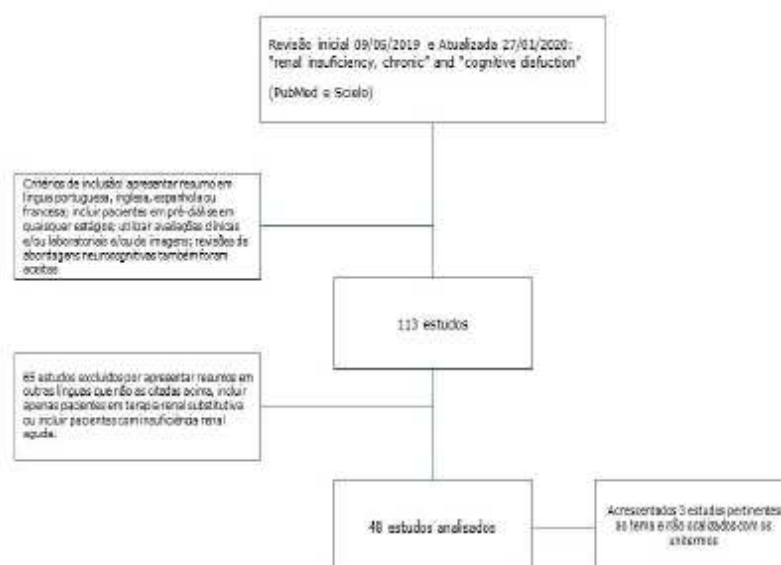 Revisão inicial 09/05/2019 e Atualizada 27/01/2020:
"renal insuficiency, chronic" and "cognitive disfuction"
(PubMed e Scielo)
Critérios de inclusão: apresentar resumo em
língua portuguesa, inglesa, espanhola ou
francesa; incluir pacientes em pré-diálise em
quaisquer estágios; utilizar avaliações clínicas
e/ou laboratoriais e/ou de imagens; revisões de
abordagens neurocognitivas também foram
aceitas
113 estudos
65 estudos excluídos por apresentar resumos em
outras línguas que não as citadas acima, incluir
apenas pacientes em terapia renal substitutiva
ou incluir pacientes com insuficiência renal
aguda.
48 estudos analisados
Acrescentados 3 estudos pertinentes
ao tema e não ocalizados com os
unitermos